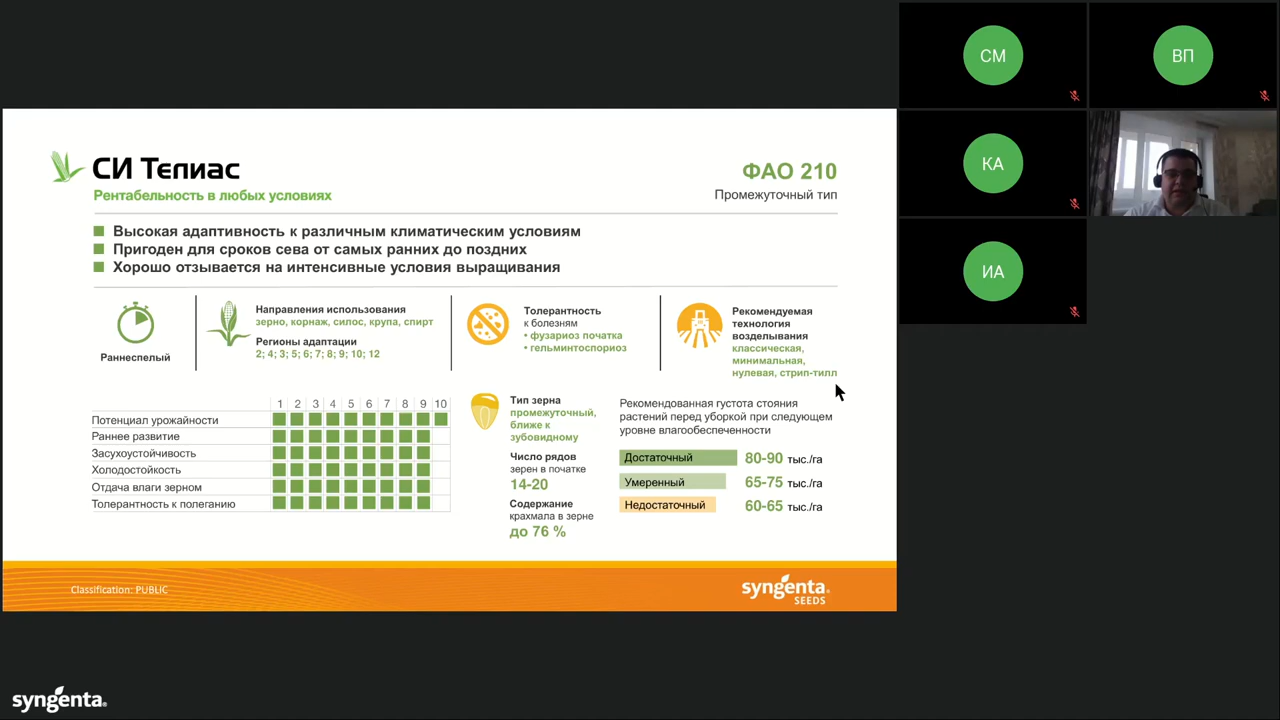 СМ
ВП
КА
ИА
СИ Телиас
Рентабельность в любых условиях
ФАО 210
Промежуточный тип
Высокая адаптивность к различным климатическим условиям
Пригоден для сроков сева от самых ранних до поздних
Хорошо отзывается на интенсивные условия выращивания
Раннеспелый
Направления использования
зерно, корнаж, силос, крупа, спирт
Регионы адаптации
2; 4; 3; 5; 6; 7; 8; 9; 10; 12
Толерантность
к болезням
• фузариоз початка
• гельминтоспориоз
Рекомендуемая
технология
возделывания
классическая,
минимальная,
нулевая, стрип-тилл
1 2 3 4 5 6 7 8 9 10
Потенциал урожайности
Раннее развитие
Засухоустойчивость
Холодостойкость
Отдача влаги зерном
Толерантность к полеганию
Тип зерна
промежуточный,
ближе к
зубовидному
Число рядов
зерен в початке
14-20
Содержание
крахмала в зерне
до 76 %
Рекомендованная густота стояния
растений перед уборкой при следующем
уровне влагообеспеченности
Достаточный 80-90 тыс./га
Умеренный 65-75 тыс./га
Недостаточный 60-65 тыс./га
Classification: PUBLIC
syngenta®
SEEDS
syngenta®